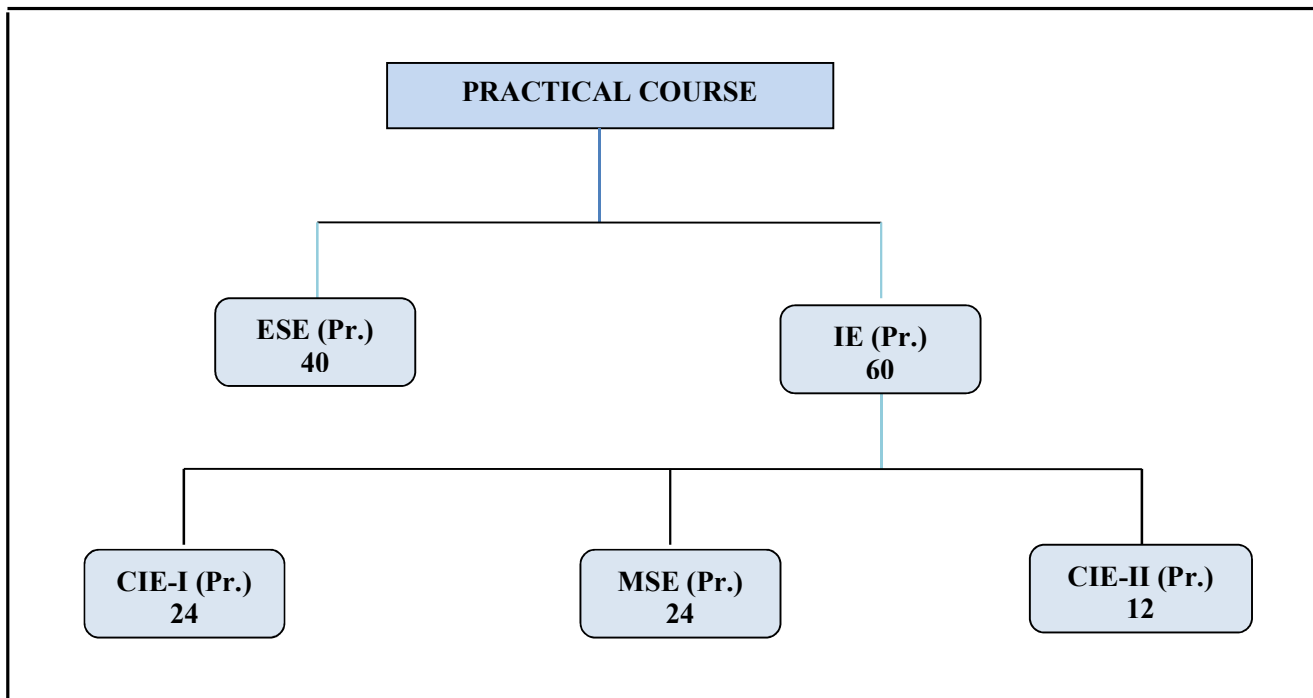 PRACTICAL COURSE
ESE (Pr.)
40
IE (Pr.)
60
CIE-I (Pr.)
24
MSE (Pr.)
24
CIE-II (Pr.)
12